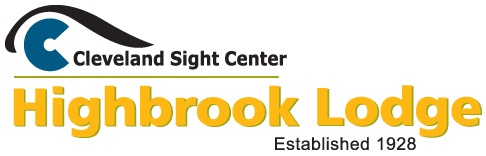 Cleveland Sight Center
Highbrook Lodge
Established 1928